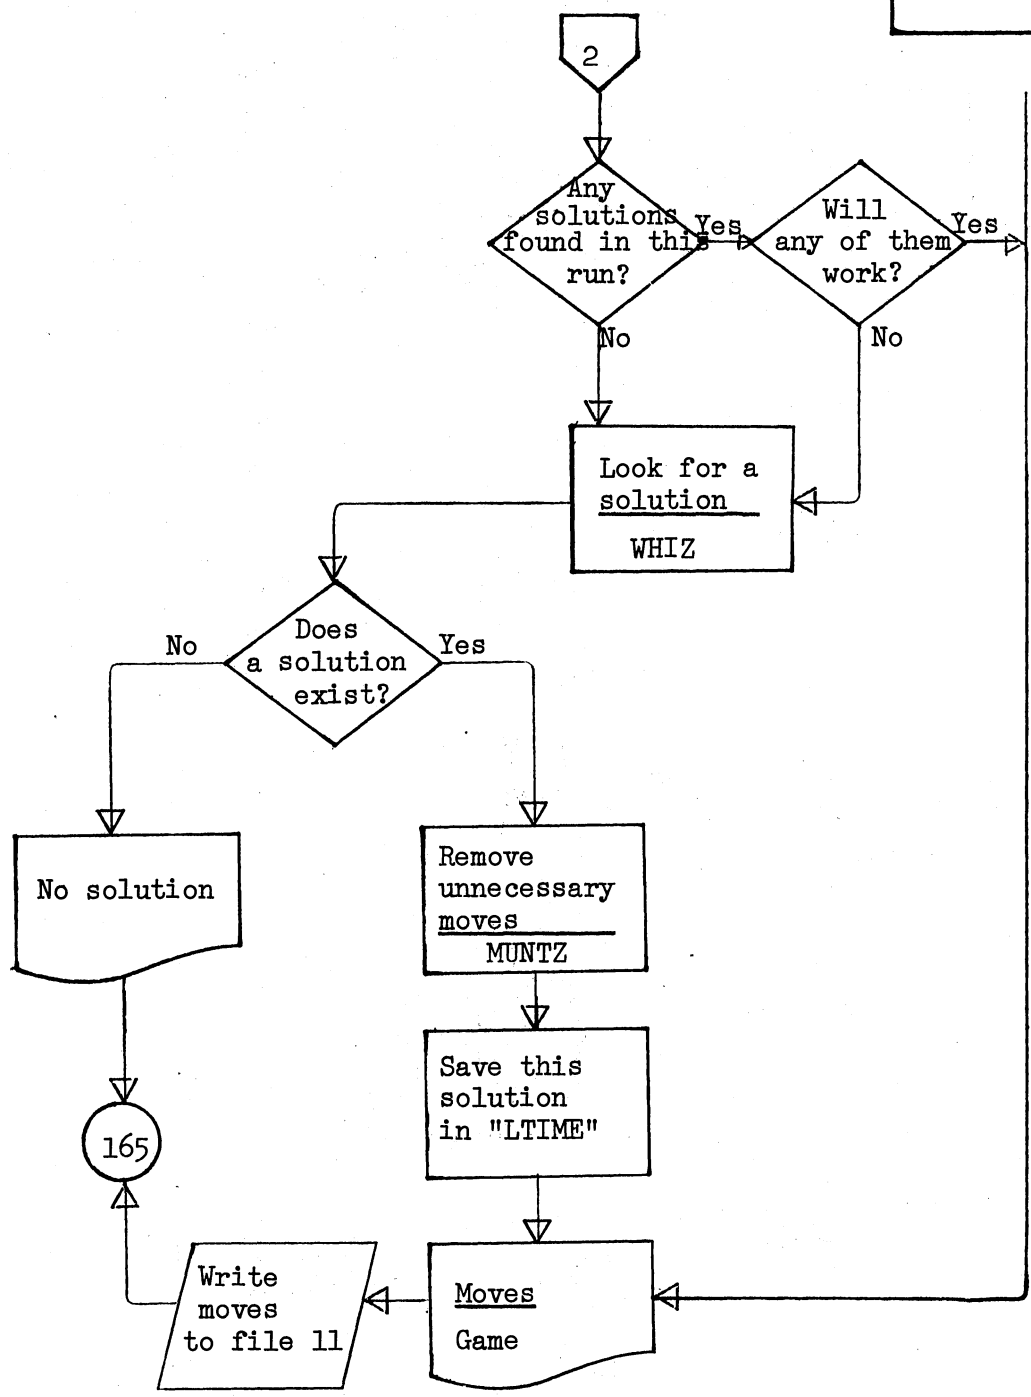 2
Any
solutions
found in this
run?
Yes
Will
any of them
work?
Yes
No
No
Look for a
solution
WHIZ
Does
a solution
exist?
No
Yes
No solution
Remove
unnecessary
moves
MUNTZ
Save this
solution
in "LTIME"
165
Write
moves
to file 11
Moves
Game